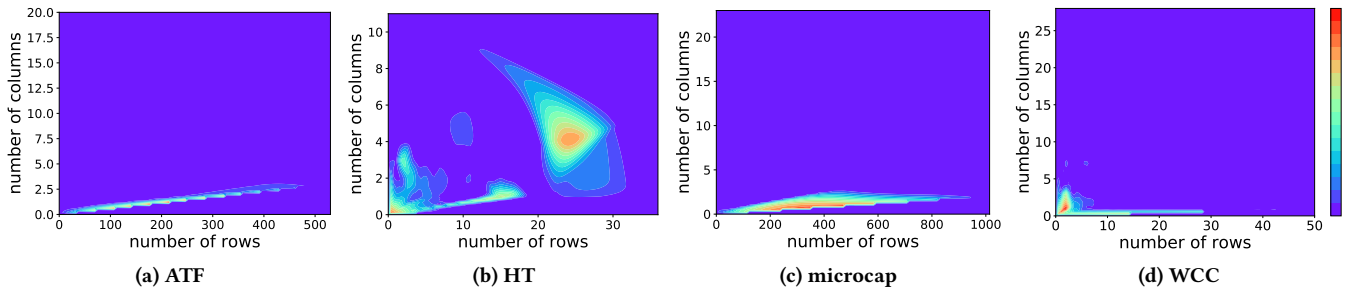 20.0
17.5
15.0
12.5
10.0
7.5
5.0
2.5
0.0
number of columns
0 100 200 300 400 500
number of rows
(a) ATF
10
8
6
4
2
0
number of columns
0 10 20 30
number of rows
(b) HT
20
15
10
5
0
number of columns
0 200 400 600 800 1000
number of rows
(c) microcap
25
20
15
10
5
0
number of columns
0 10 20 30 40 50
number of rows
(d) WCC